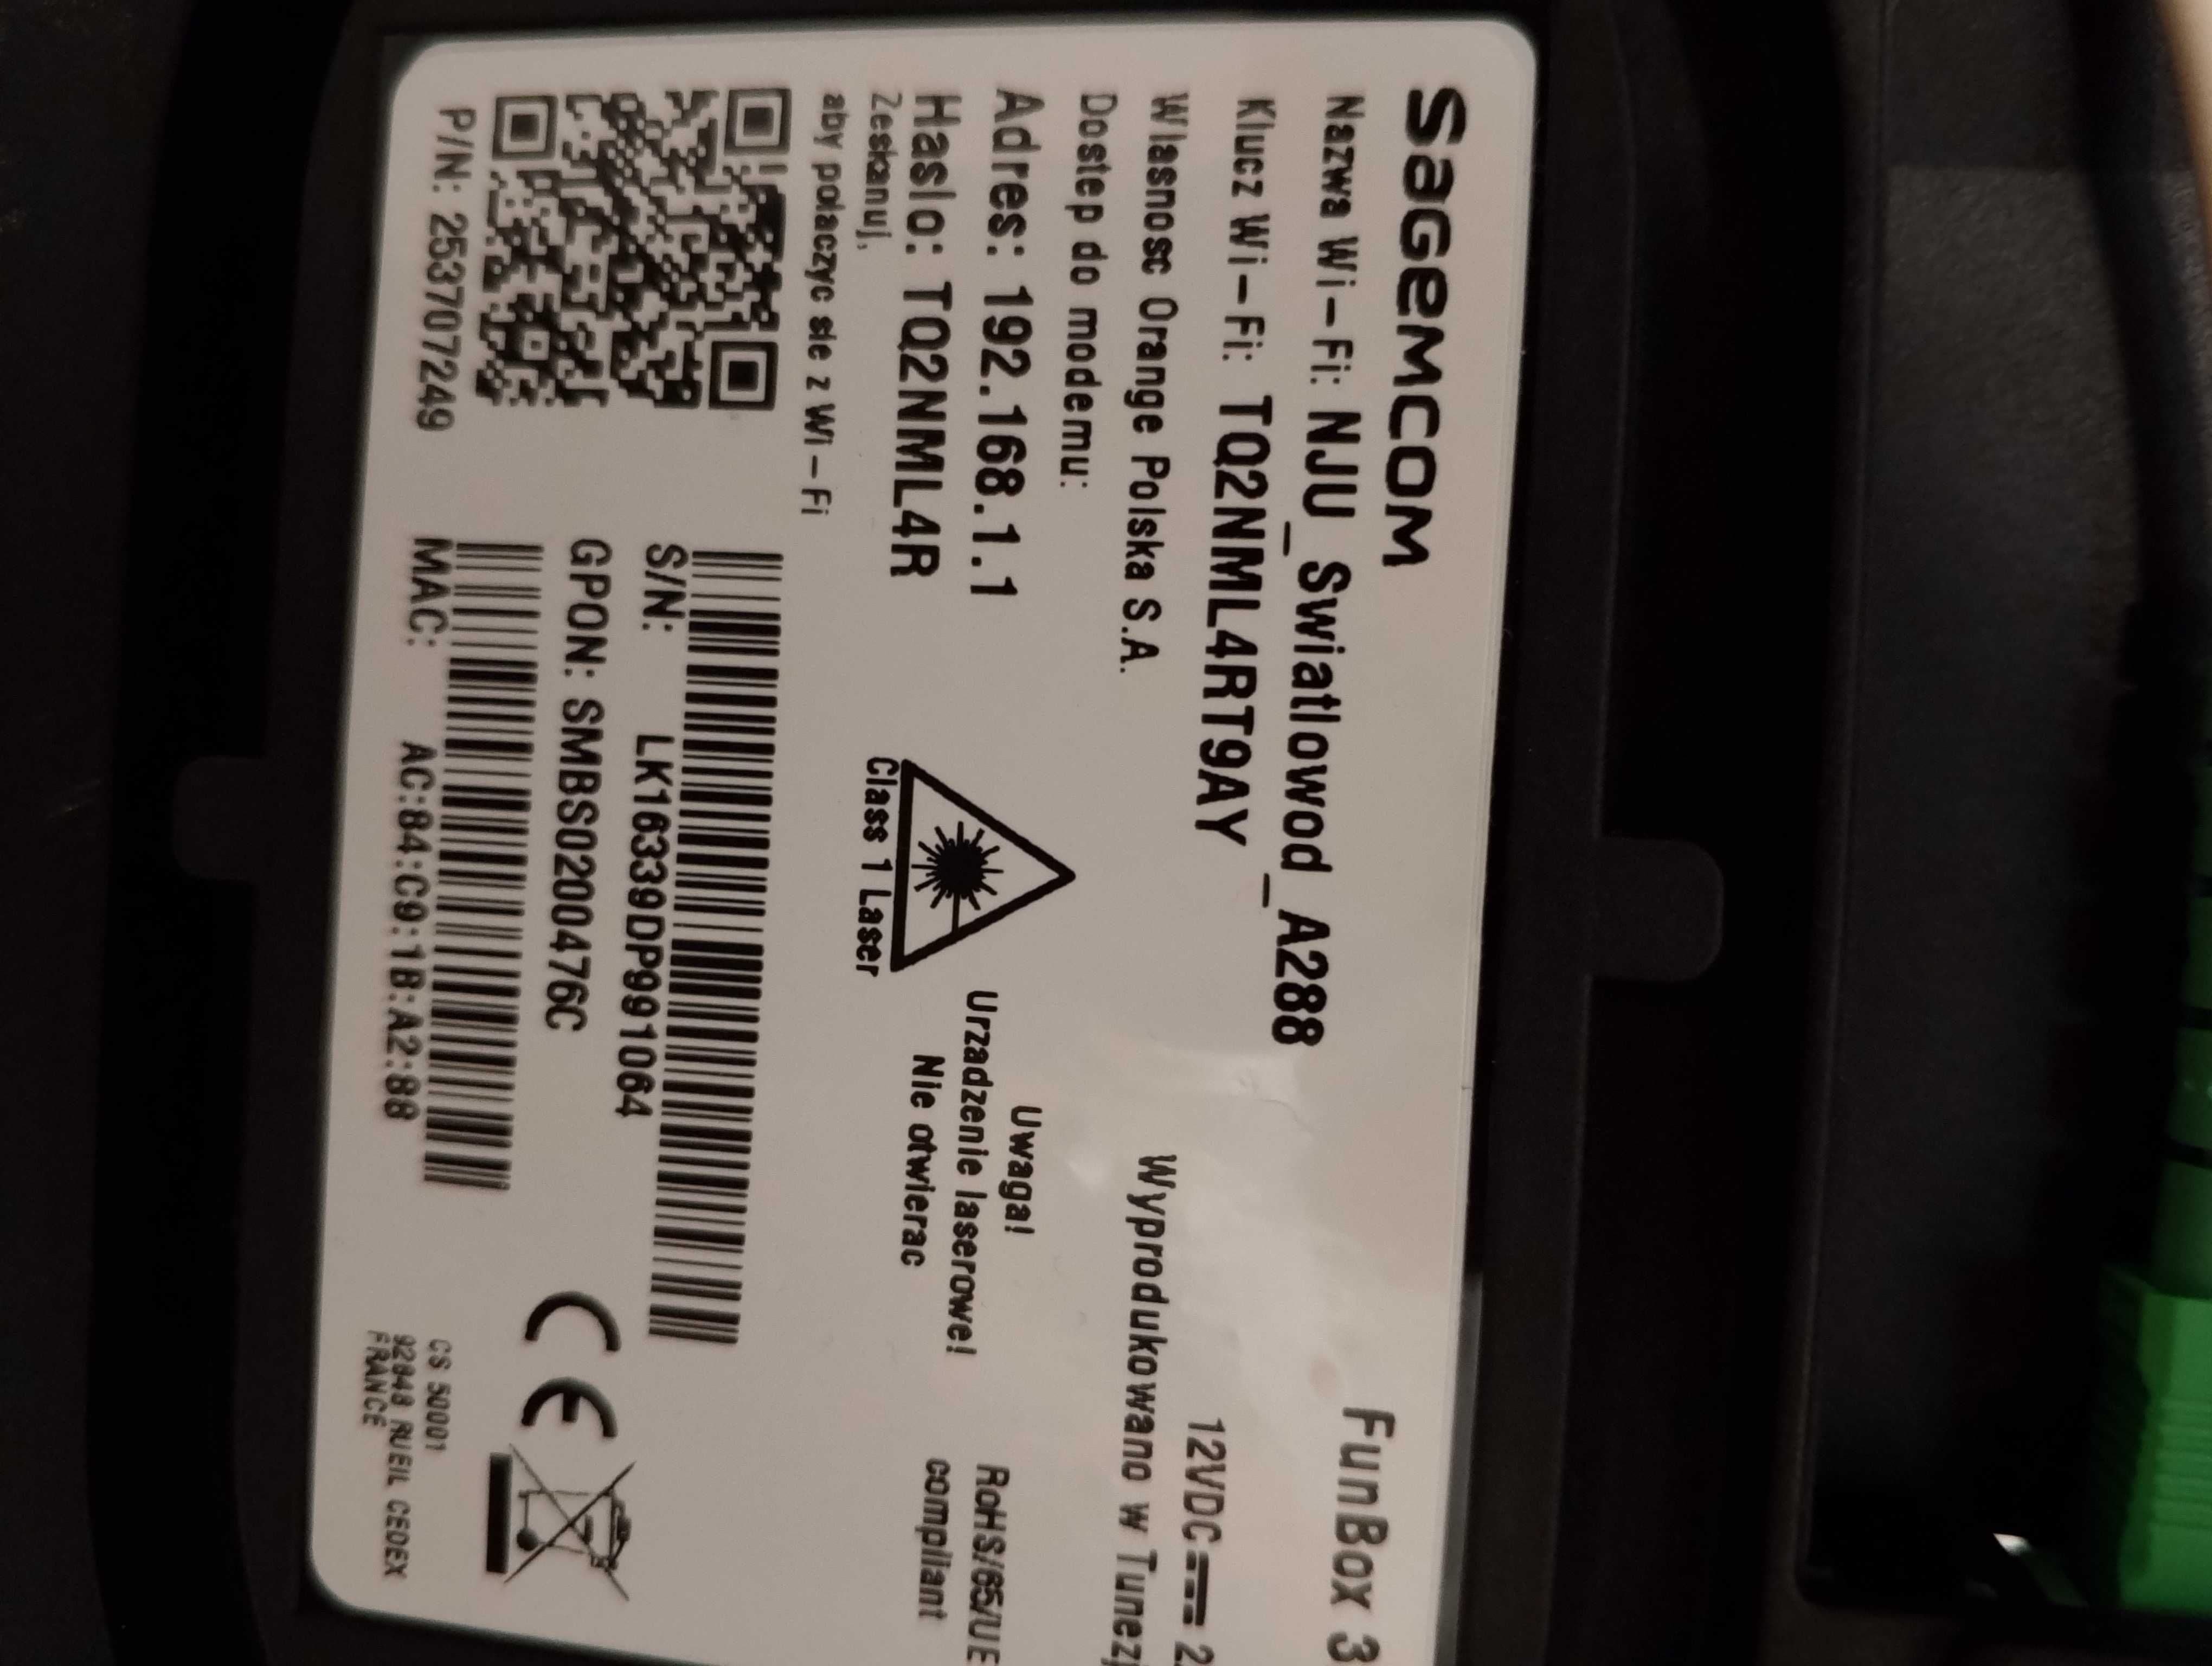 SAGEMCOM
FunBox 3
Nazwa Wi-Fi: NJU_Swiatlowod_A288
Klucz Wi-Fi: TQ2NML4RT9AY
12VDC 2
Wlasnosc Orange Polska S.A.
Wyprodukowano w Tunezj
Dostep do modemu:
Adres: 192.168.1.1
Haslo: TQ2NML4R
Uwaga!
Urzadzenie laserowe!
Nie otwierac
RoHS/65/UE
compliant
Class 1 Laser
Zeskanuj,
aby polaczyc sie z Wi-Fi
S/N: LK16339DP991064
GPON: SMBS0200476C
MAC: AC:84:C9:1B:A2:88
P/N: 253707249
CE
CS 50001
92848 RUEIL CEDEX
FRANCE